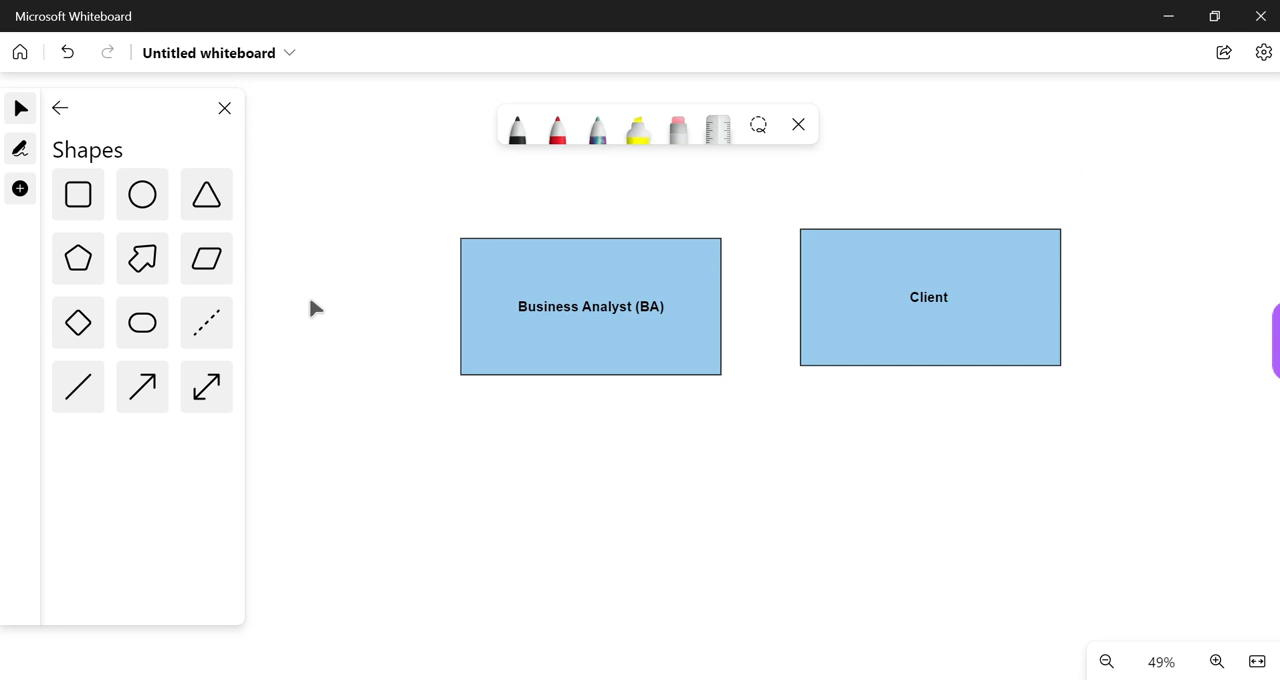 Microsoft Whiteboard
Untitled whiteboard
Shapes
Business Analyst (BA)
Client
49%